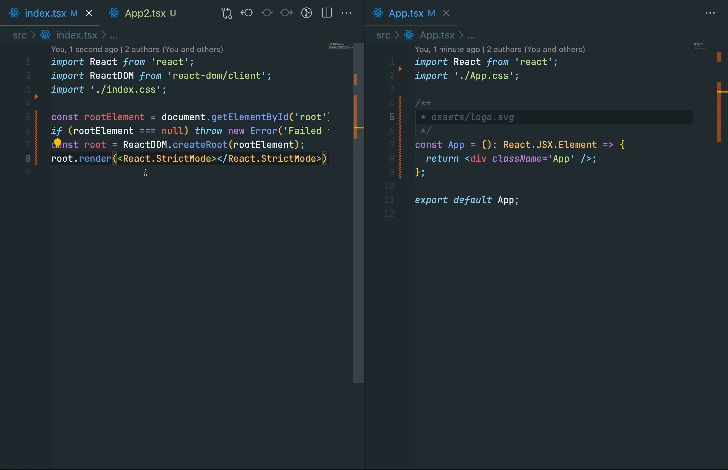 index.tsx M
App2.tsx U
src > index.tsx > ...
You, 1 second ago | 2 authors (You and others)
1 import React from 'react';
2 import ReactDOM from 'react-dom/client';
3 import './index.css';
4
5 const rootElement = document.getElementById('root')
6 if (rootElement === null) throw new Error('Failed
7 const root = ReactDOM.createRoot(rootElement);
8 root.render(<React.StrictMode></React.StrictMode>)
App.tsx M
src > App.tsx > ...
You, 1 minute ago | 2 authors (You and others)
1 import React from 'react';
2 import './App.css';
3
4 /**
5 * assets/logo.svg
6 */
7 const App = (): React.JSX.Element => {
8 return <div className='App' />;
9 };
10
11 export default App;
12